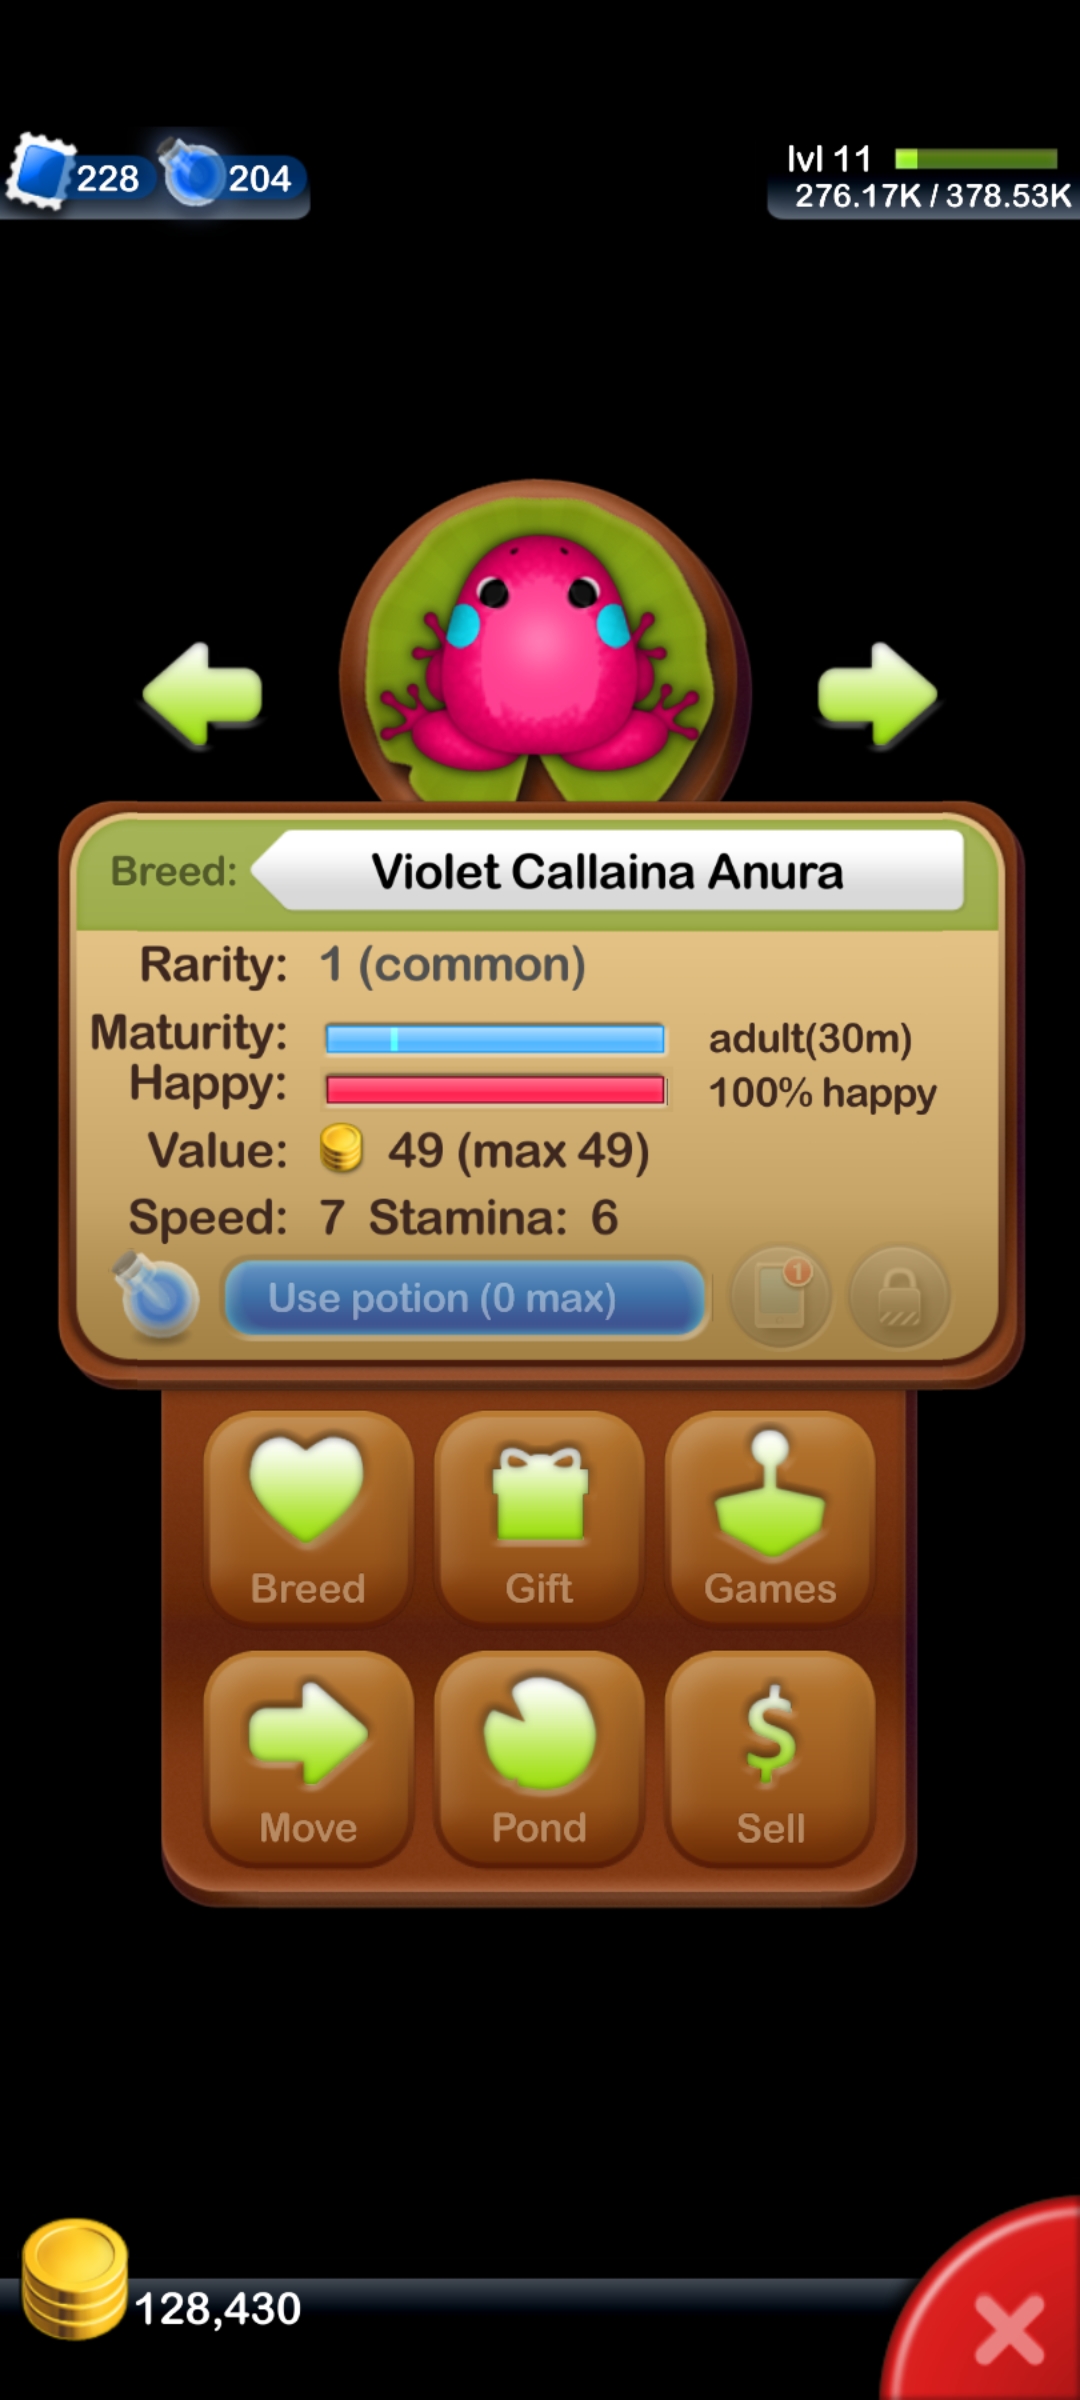 228 204
lvl 11
276.17K / 378.53K
Breed: Violet Callaina Anura
Rarity: 1 (common)
Maturity: adult(30m)
Happy: 100% happy
Value: 49 (max 49)
Speed: 7 Stamina: 6
Use potion (0 max) 1
Breed Gift Games
Move Pond Sell
128,430